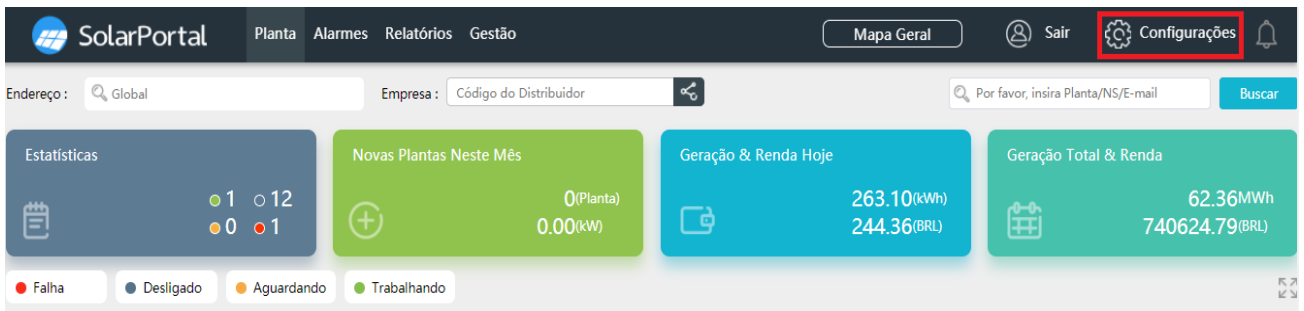 SolarPortal Planta Alarmes Relatórios Gestão Mapa Geral Sair Configurações
Endereço : Global Empresa : Código do Distribuidor Por favor, insira Planta/NS/E-mail Buscar
Estatísticas
1 12
0 1
Novas Plantas Neste Mês
0(Planta)
0.00(kW)
Geração & Renda Hoje
263.10(kWh)
244.36(BRL)
Geração Total & Renda
62.36MWh
740624.79(BRL)
Falha Desligado Aguardando Trabalhando